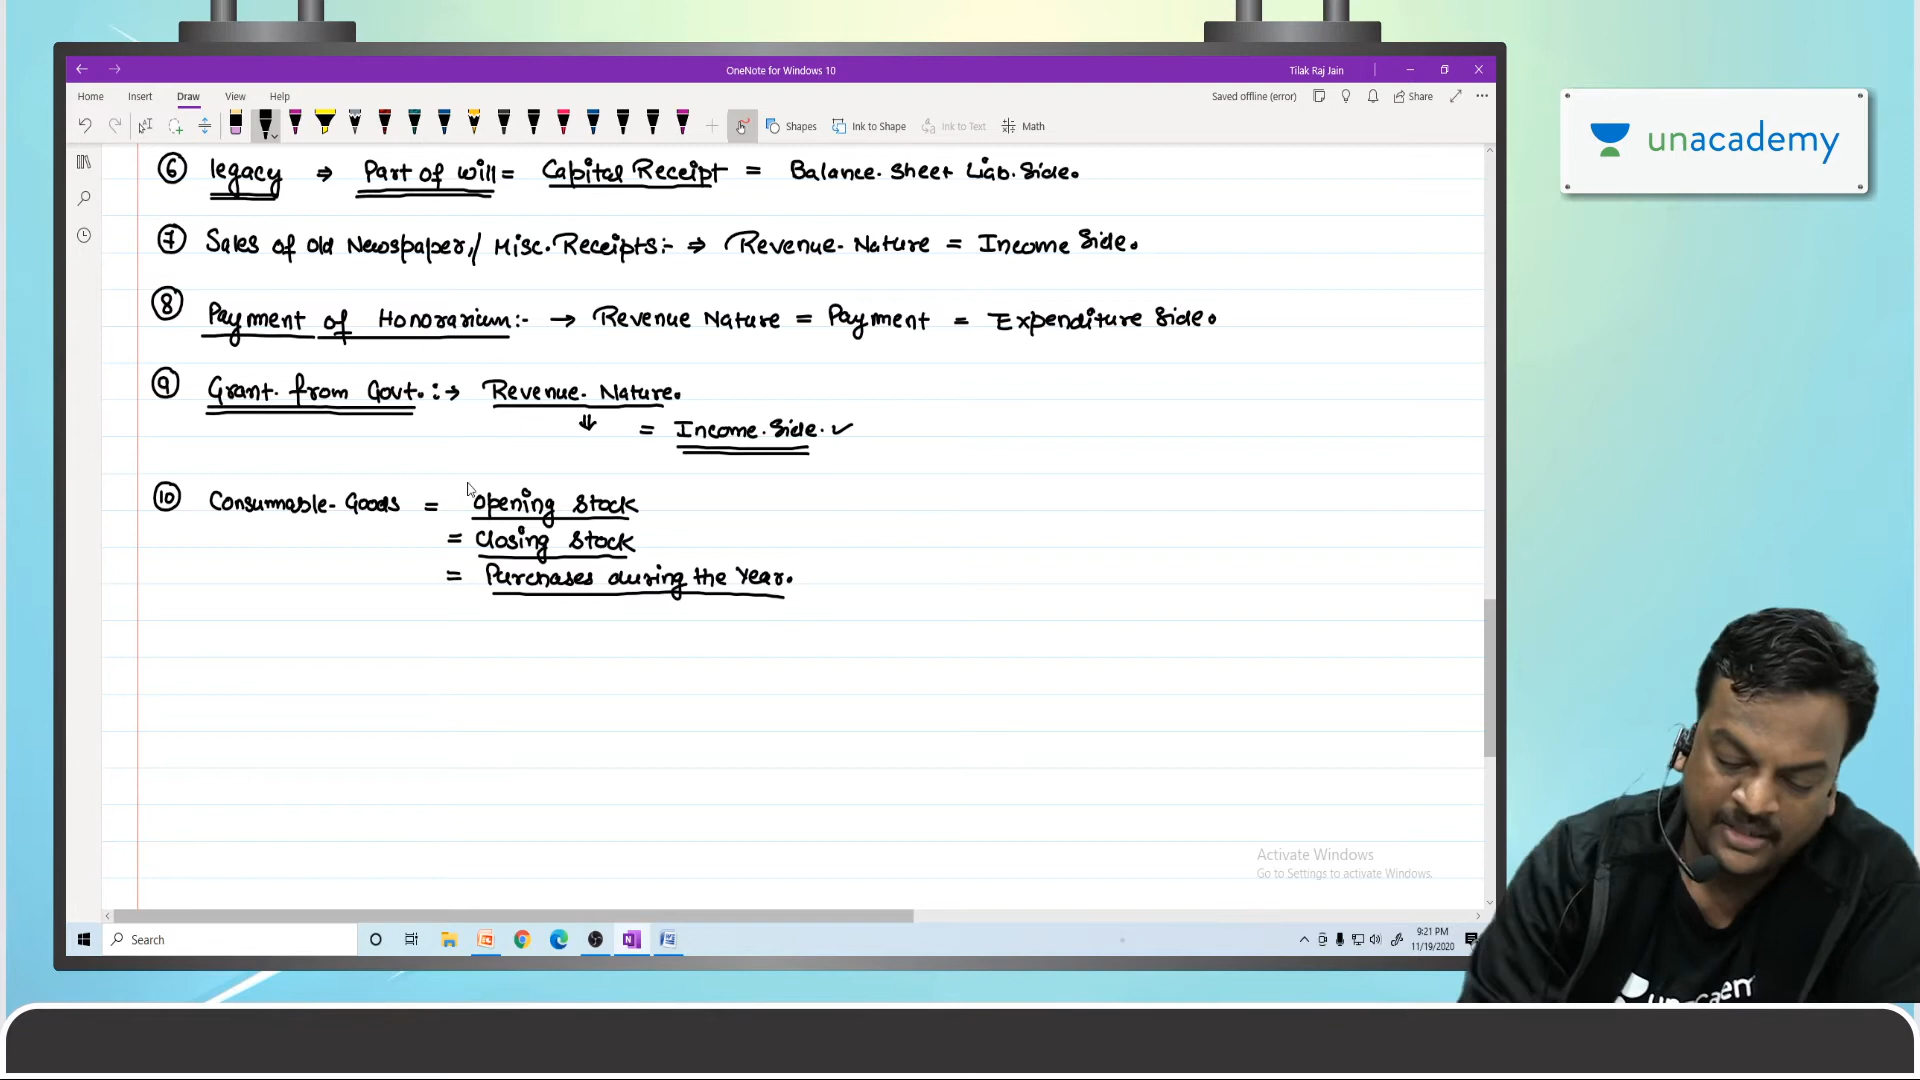 OneNote for Windows 10
Tilak Raj Jain
Home Insert Draw View Help
Saved offline (error) Share
Shapes Ink to Shape Ink to Text Math
unacademy
⑥ legacy ⇒ Part of will = Capital Receipt = Balance. Sheet Liab. Side.
⑦ Sales of old Newspaper / Misc. Receipts:- ⇒ Revenue. Nature = Income Side.
⑧ Payment of Honorarium:- → Revenue Nature = Payment = Expenditure Side.
⑨ Grant. from Govt. :→ Revenue. Nature.
⇓ = Income. Side. ✓
⑩ Consumable-Goods = Opening Stock
= Closing Stock
= Purchases during the Year.
Activate Windows
Go to Settings to activate Windows.
Search
9:21 PM
11/19/2020